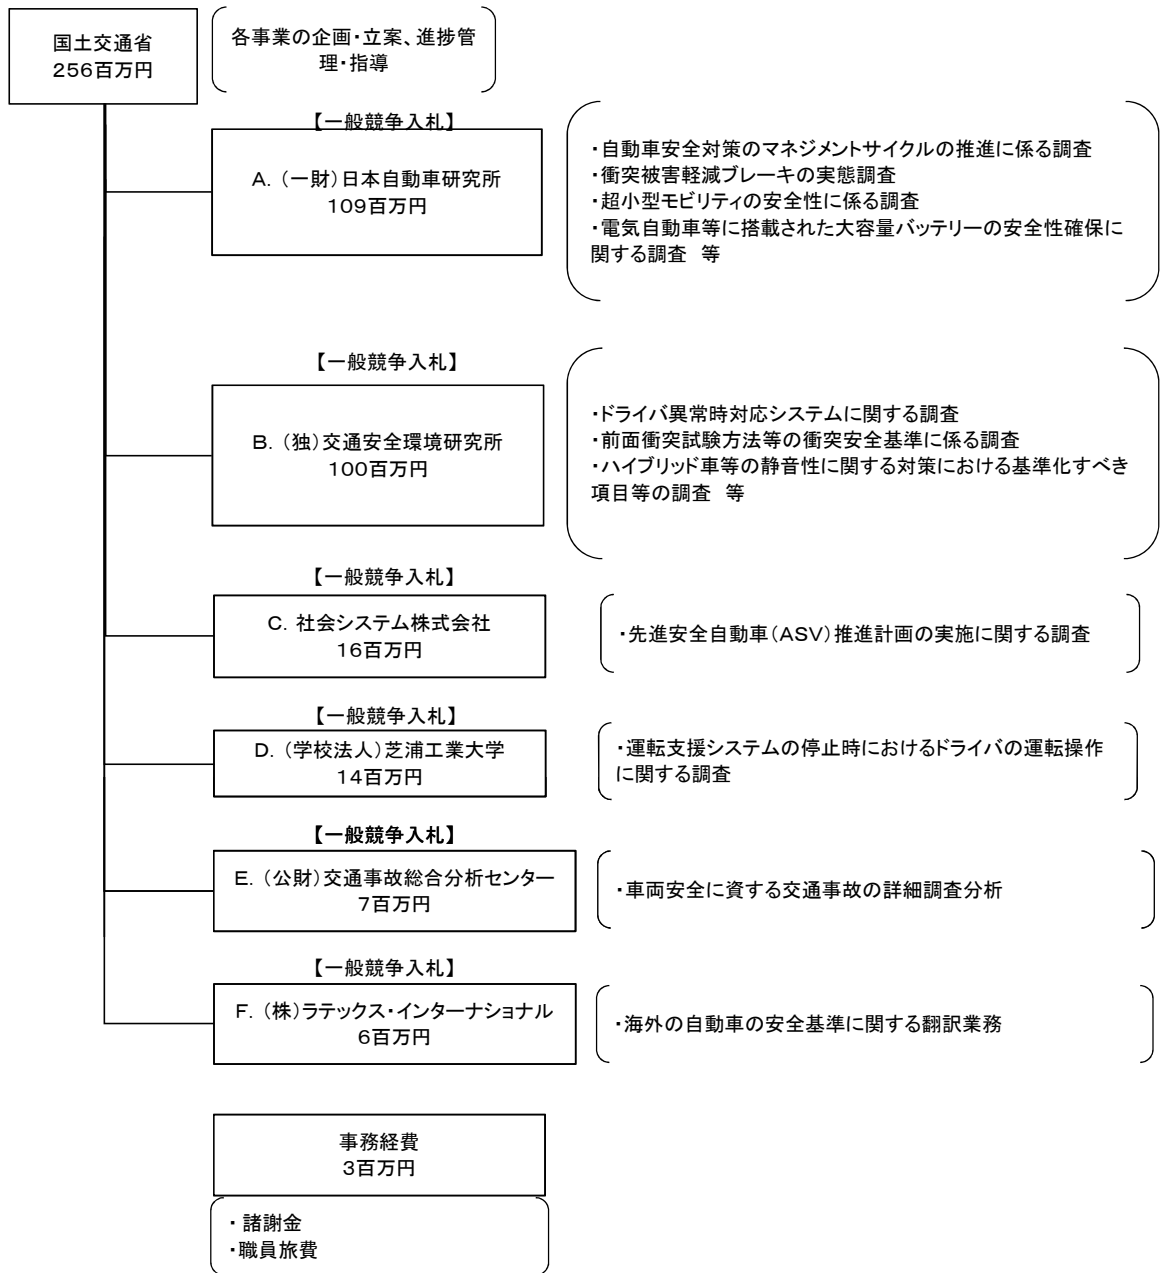 国土交通省
256百万円
各事業の企画・立案、進捗管
理・指導
【一般競争入札】
A. （一財）日本自動車研究所
109百万円
・自動車安全対策のマネジメントサイクルの推進に係る調査
・衝突被害軽減ブレーキの実態調査
・超小型モビリティの安全性に係る調査
・電気自動車等に搭載された大容量バッテリーの安全性確保に
関する調査　等
【一般競争入札】
B. （独）交通安全環境研究所
100百万円
・ドライバ異常時対応システムに関する調査
・前面衝突試験方法等の衝突安全基準に係る調査
・ハイブリッド車等の静音性に関する対策における基準化すべき
項目等の調査　等
【一般競争入札】
C. 社会システム株式会社
16百万円
・先進安全自動車（ASV）推進計画の実施に関する調査
【一般競争入札】
D. （学校法人）芝浦工業大学
14百万円
・運転支援システムの停止時におけるドライバの運転操作
に関する調査
【一般競争入札】
E. （公財）交通事故総合分析センター
7百万円
・車両安全に資する交通事故の詳細調査分析
【一般競争入札】
F. （株）ラテックス・インターナショナル
6百万円
・海外の自動車の安全基準に関する翻訳業務
事務経費
3百万円
・諸謝金
・職員旅費